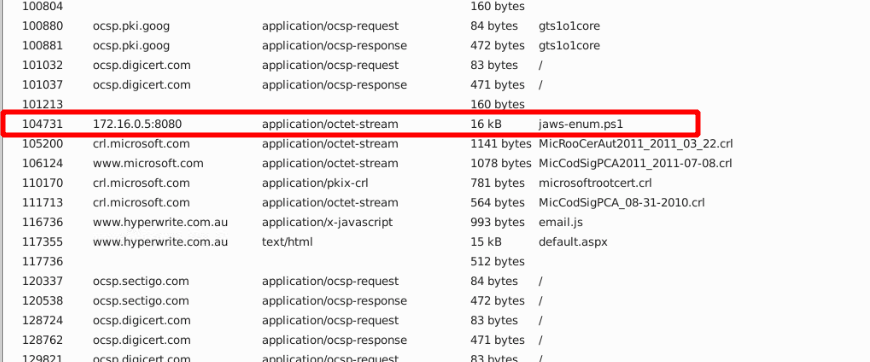 100804 160 bytes
100880 ocsp.pki.goog application/ocsp-request 84 bytes gts1o1core
100881 ocsp.pki.goog application/ocsp-response 472 bytes gts1o1core
101032 ocsp.digicert.com application/ocsp-request 83 bytes /
101037 ocsp.digicert.com application/ocsp-response 471 bytes /
101213 160 bytes
104731 172.16.0.5:8080 application/octet-stream 16 kB jaws-enum.ps1
105200 crl.microsoft.com application/octet-stream 1141 bytes MicRooCerAut2011_2011_03_22.crl
106124 www.microsoft.com application/octet-stream 1078 bytes MicCodSigPCA2011_2011-07-08.crl
110170 crl.microsoft.com application/pkix-crl 781 bytes microsoftrootcert.crl
111713 crl.microsoft.com application/octet-stream 564 bytes MicCodSigPCA_08-31-2010.crl
116736 www.hyperwrite.com.au application/x-javascript 993 bytes email.js
117355 www.hyperwrite.com.au text/html 15 kB default.aspx
117736 512 bytes
120337 ocsp.sectigo.com application/ocsp-request 84 bytes /
120538 ocsp.sectigo.com application/ocsp-response 472 bytes /
128724 ocsp.digicert.com application/ocsp-request 83 bytes /
128762 ocsp.digicert.com application/ocsp-response 471 bytes /
129821 ocsp.digicert.com application/ocsp-request 83 bytes /